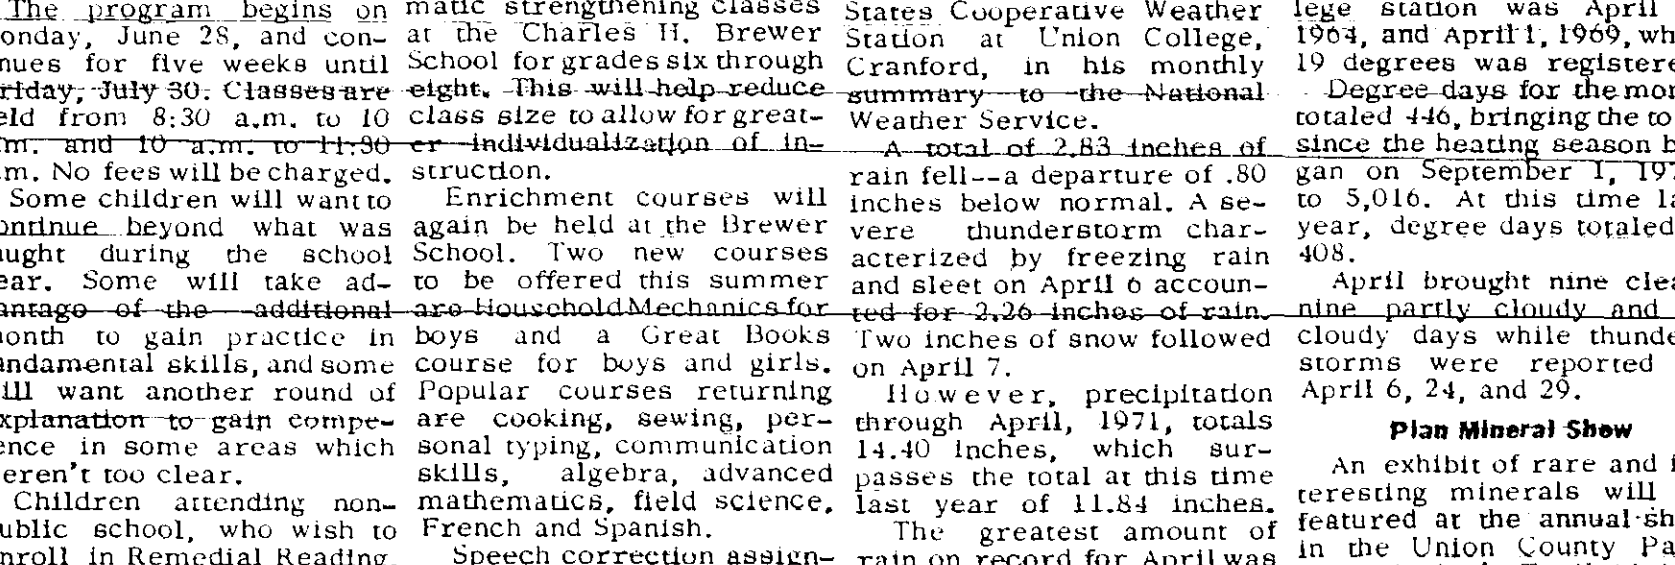 The program begins on
onday, June 28, and con-
nues for five weeks until
riday, July 30. Classes are
eld from 8:30 a.m. to 10
.m. and 10 a.m. to 11:30
.m. No fees will be charged.
Some children will want to
ontinue beyond what was
aught during the school
ear. Some will take ad-
antage of the additional
onth to gain practice in
undamental skills, and some
ill want another round of
xplanation to gain compe-
ence in some areas which
eren't too clear.
Children attending non-
ublic school, who wish to
nroll in Remedial Reading,
matic strengthening classes
at the Charles H. Brewer
School for grades six through
eight. This will help reduce
class size to allow for great-
er individualization of in-
struction.
Enrichment courses will
again be held at the Brewer
School. Two new courses
to be offered this summer
are Household Mechanics for
boys and a Great Books
course for boys and girls.
Popular courses returning
are cooking, sewing, per-
sonal typing, communication
skills, algebra, advanced
mathematics, field science,
French and Spanish.
Speech correction assign-
States Cooperative Weather
Station at Union College,
Cranford, in his monthly
summary to the National
Weather Service.
A total of 2.83 inches of
rain fell--a departure of .80
inches below normal. A se-
vere thunderstorm char-
acterized by freezing rain
and sleet on April 6 accoun-
ted for 2.26 inches of rain.
Two inches of snow followed
on April 7.
However, precipitation
through April, 1971, totals
14.40 inches, which sur-
passes the total at this time
last year of 11.84 inches.
The greatest amount of
rain on record for April was
lege station was April
1964, and April 1, 1969, wh
19 degrees was registere
Degree days for the mon
totaled 446, bringing the to
since the heating season b
gan on September 1, 197
to 5,016. At this time la
year, degree days totaled
408.
April brought nine clea
nine partly cloudy and
cloudy days while thunde
storms were reported
April 6, 24, and 29.
Plan Mineral Show
An exhibit of rare and i
teresting minerals will
featured at the annual sh
in the Union County Pa